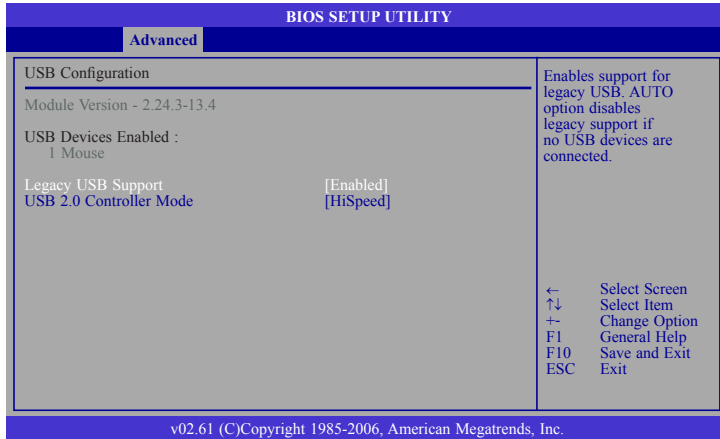 BIOS SETUP UTILITY
Advanced
USB Configuration
Module Version - 2.24.3-13.4
USB Devices Enabled :
1 Mouse
Legacy USB Support [Enabled]
USB 2.0 Controller Mode [HiSpeed]
Enables support for
legacy USB. AUTO
option disables
legacy support if
no USB devices are
connected.
← Select Screen
↑↓ Select Item
+- Change Option
F1 General Help
F10 Save and Exit
ESC Exit
v02.61 (C)Copyright 1985-2006, American Megatrends, Inc.